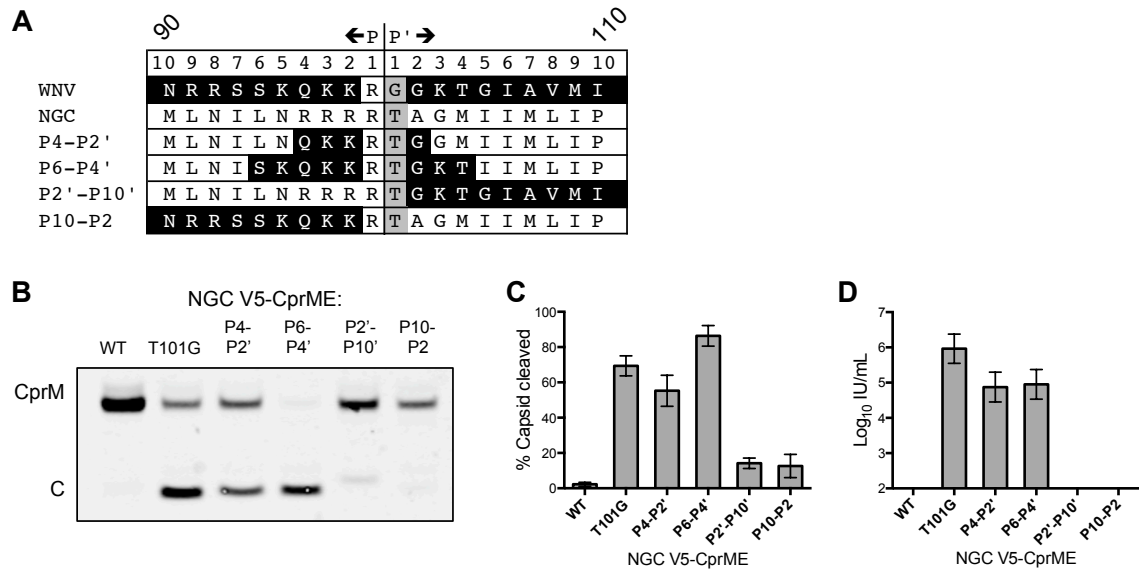 A
90
110
←P P'→
10 9 8 7 6 5 4 3 2 1 1 2 3 4 5 6 7 8 9 10
WNV N R R S S K Q K K R G G K T G I A V M I
NGC M L N I L N R R R R T A G M I I M L I P
P4-P2' M L N I L N Q K K R T G G M I I M L I P
P6-P4' M L N I S K Q K K R T G K T I I M L I P
P2'-P10' M L N I L N R R R R T G K T G I A V M I
P10-P2 N R R S S K Q K K R T A G M I I M L I P
B
NGC V5-CprME:
WT T101G P4-P2' P6-P4' P2'-P10' P10-P2
CprM
C
C
% Capsid cleaved
100
80
60
40
20
0
WT T101G P4-P2' P6-P4' P2'-P10' P10-P2
NGC V5-CprME
D
Log10 IU/mL
7
6
5
4
3
2
WT T101G P4-P2' P6-P4' P2'-P10' P10-P2
NGC V5-CprME